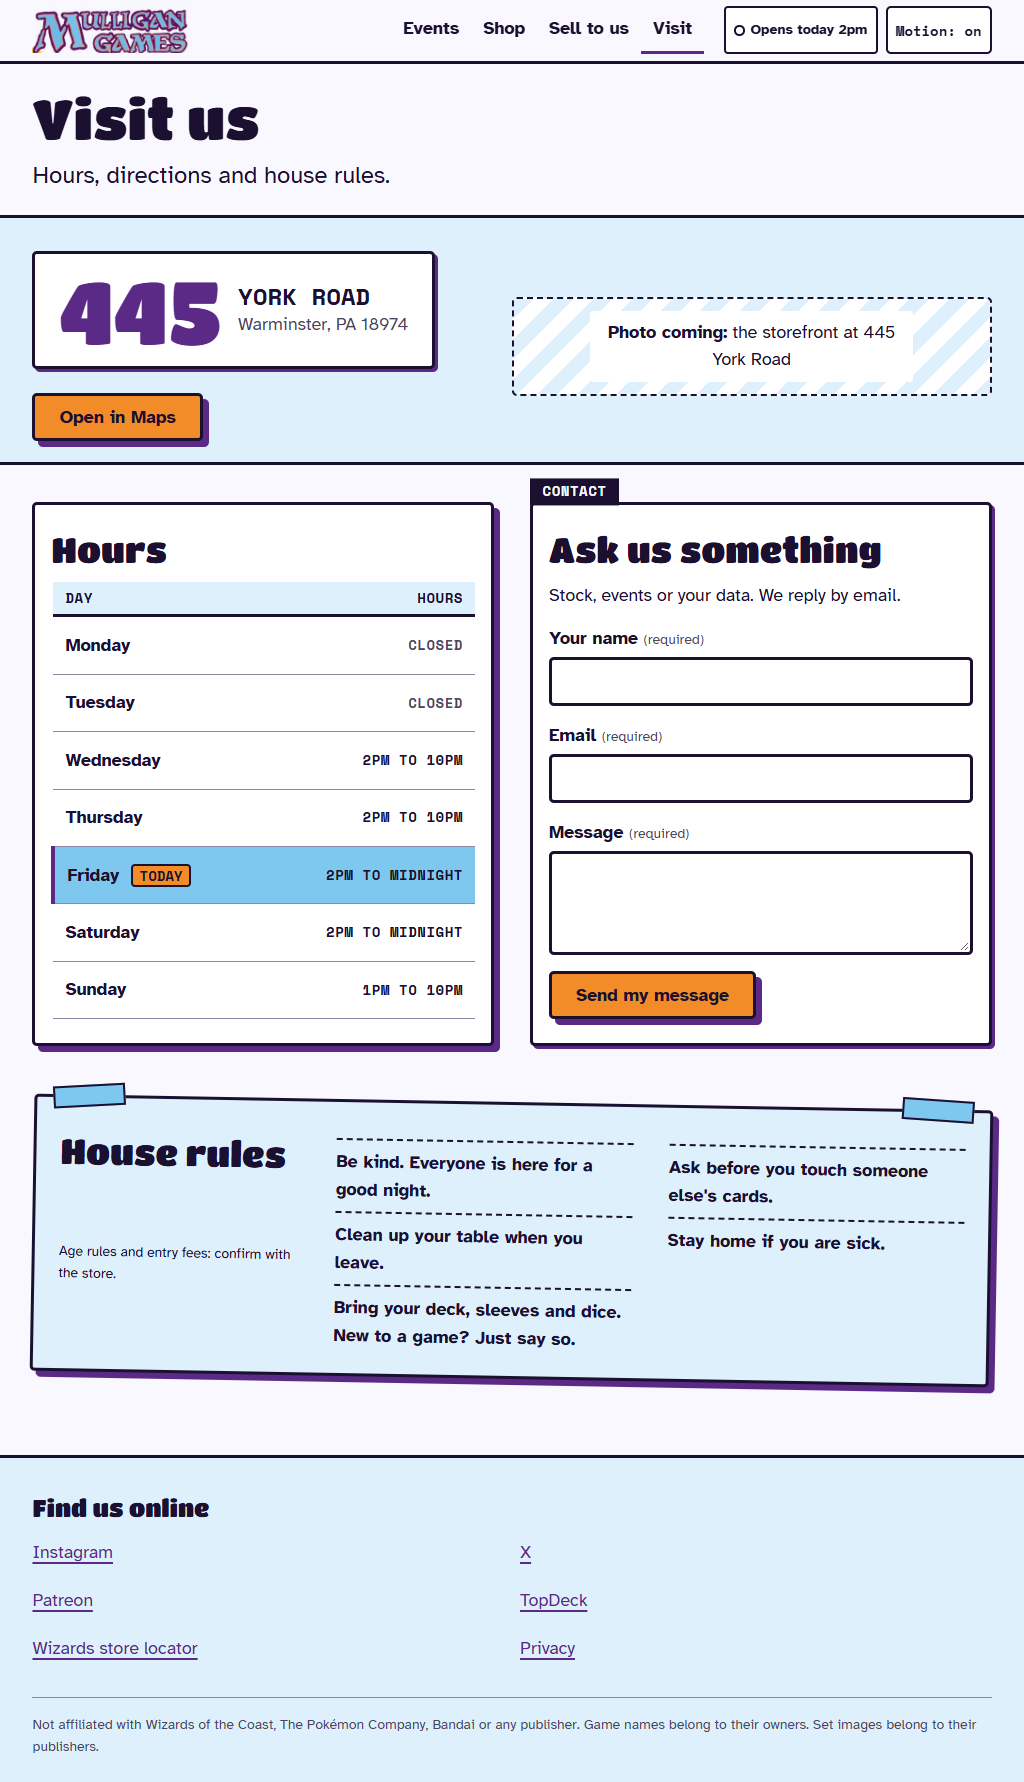 MULLIGAN
GAMES
Events Shop Sell to us Visit Opens today 2pm Motion: on
Visit us
Hours, directions and house rules.
445
YORK ROAD
Warminster, PA 18974
Open in Maps
Photo coming: the storefront at 445
York Road
Hours
DAY HOURS
Monday CLOSED
Tuesday CLOSED
Wednesday 2PM TO 10PM
Thursday 2PM TO 10PM
Friday TODAY 2PM TO MIDNIGHT
Saturday 2PM TO MIDNIGHT
Sunday 1PM TO 10PM
CONTACT
Ask us something
Stock, events or your data. We reply by email.
Your name (required)
Email (required)
Message (required)
Send my message
House rules
Age rules and entry fees: confirm with
the store.
Be kind. Everyone is here for a
good night.
Clean up your table when you
leave.
Bring your deck, sleeves and dice.
New to a game? Just say so.
Ask before you touch someone
else's cards.
Stay home if you are sick.
Find us online
Instagram
X
Patreon
TopDeck
Wizards store locator
Privacy
Not affiliated with Wizards of the Coast, The Pokémon Company, Bandai or any publisher. Game names belong to their owners. Set images belong to their
publishers.